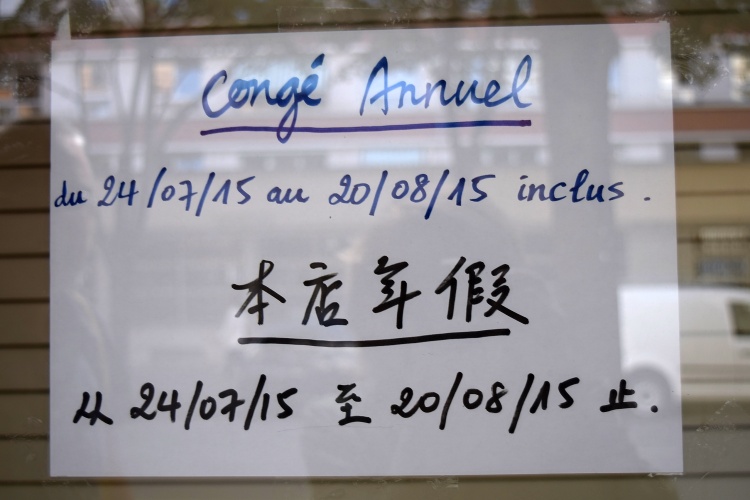 Congé Annuel
du 24/07/15 au 20/08/15 inclus.
本店年假
从 24/07/15 至 20/08/15 止.